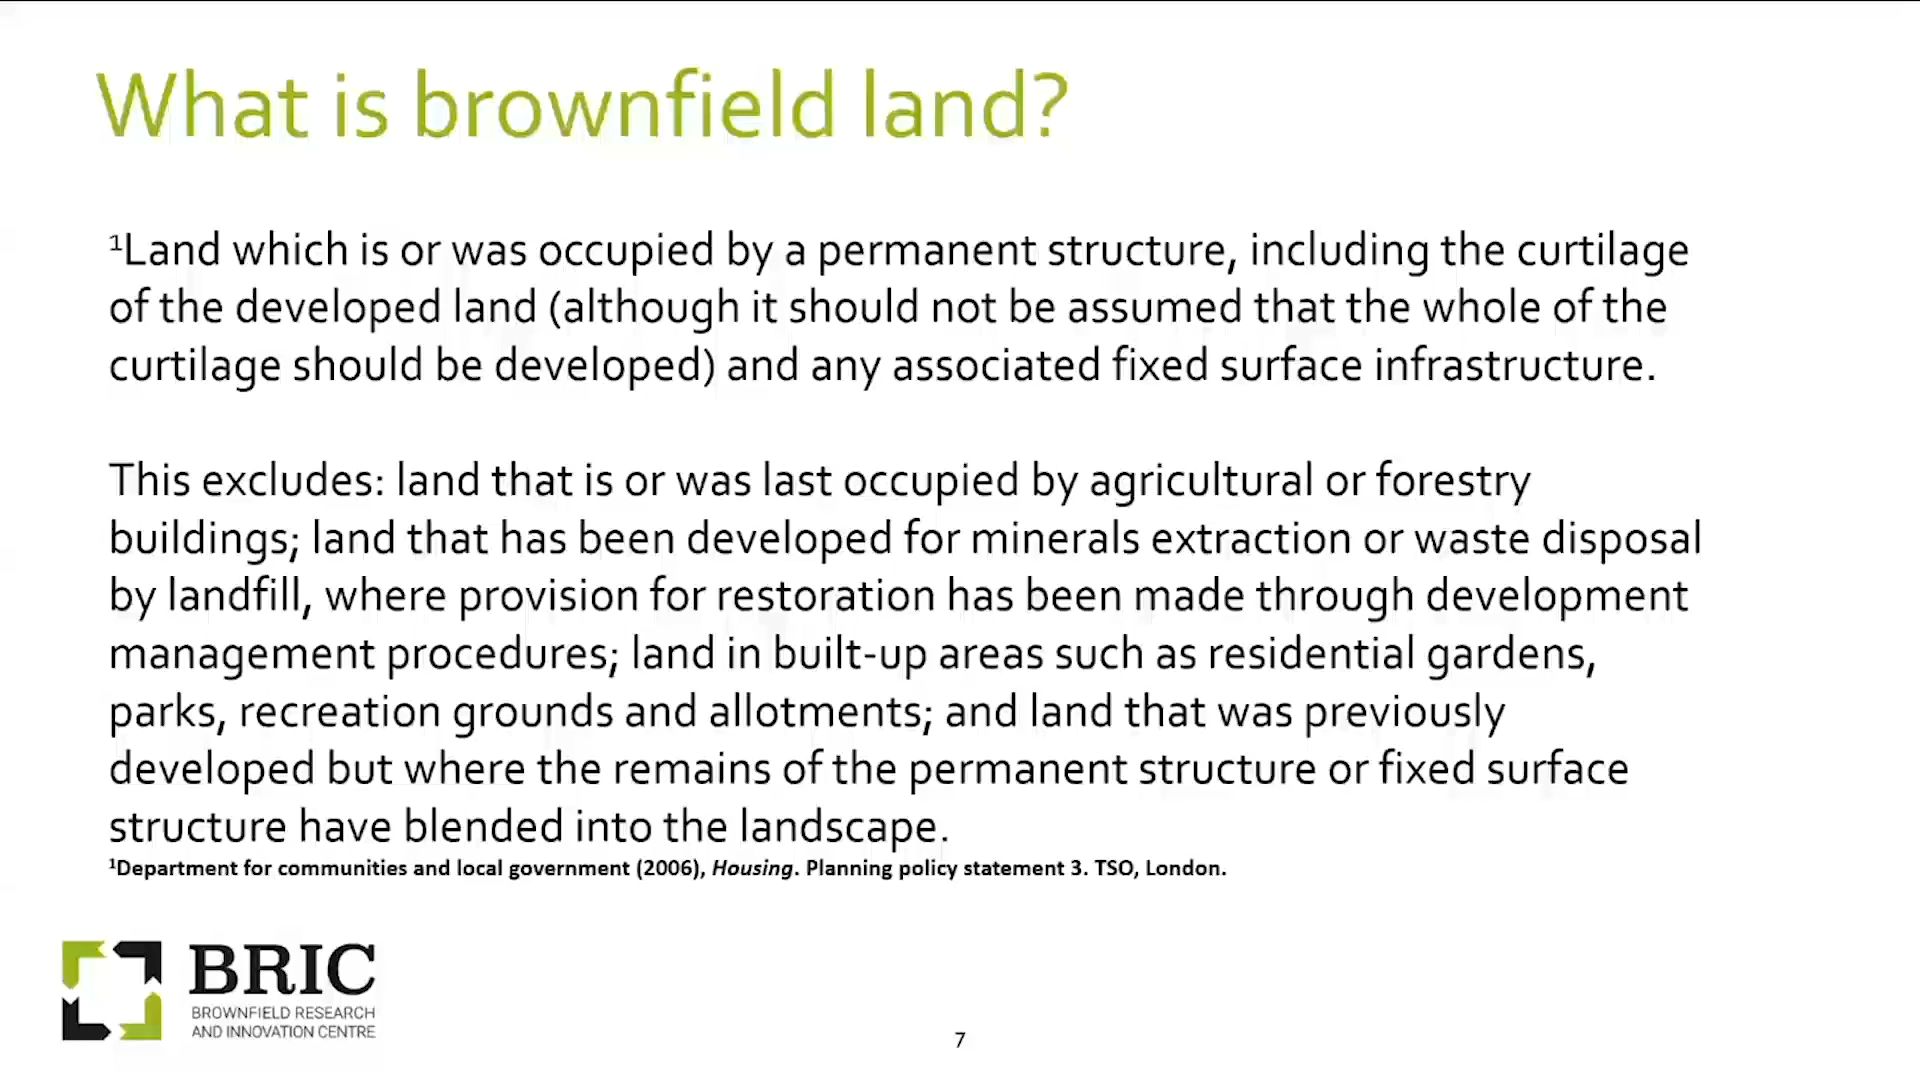 What is brownfield land?
¹Land which is or was occupied by a permanent structure, including the curtilage
of the developed land (although it should not be assumed that the whole of the
curtilage should be developed) and any associated fixed surface infrastructure.
This excludes: land that is or was last occupied by agricultural or forestry
buildings; land that has been developed for minerals extraction or waste disposal
by landfill, where provision for restoration has been made through development
management procedures; land in built-up areas such as residential gardens,
parks, recreation grounds and allotments; and land that was previously
developed but where the remains of the permanent structure or fixed surface
structure have blended into the landscape.
¹Department for communities and local government (2006), Housing. Planning policy statement 3. TSO, London.
BRIC
BROWNFIELD RESEARCH
AND INNOVATION CENTRE
7